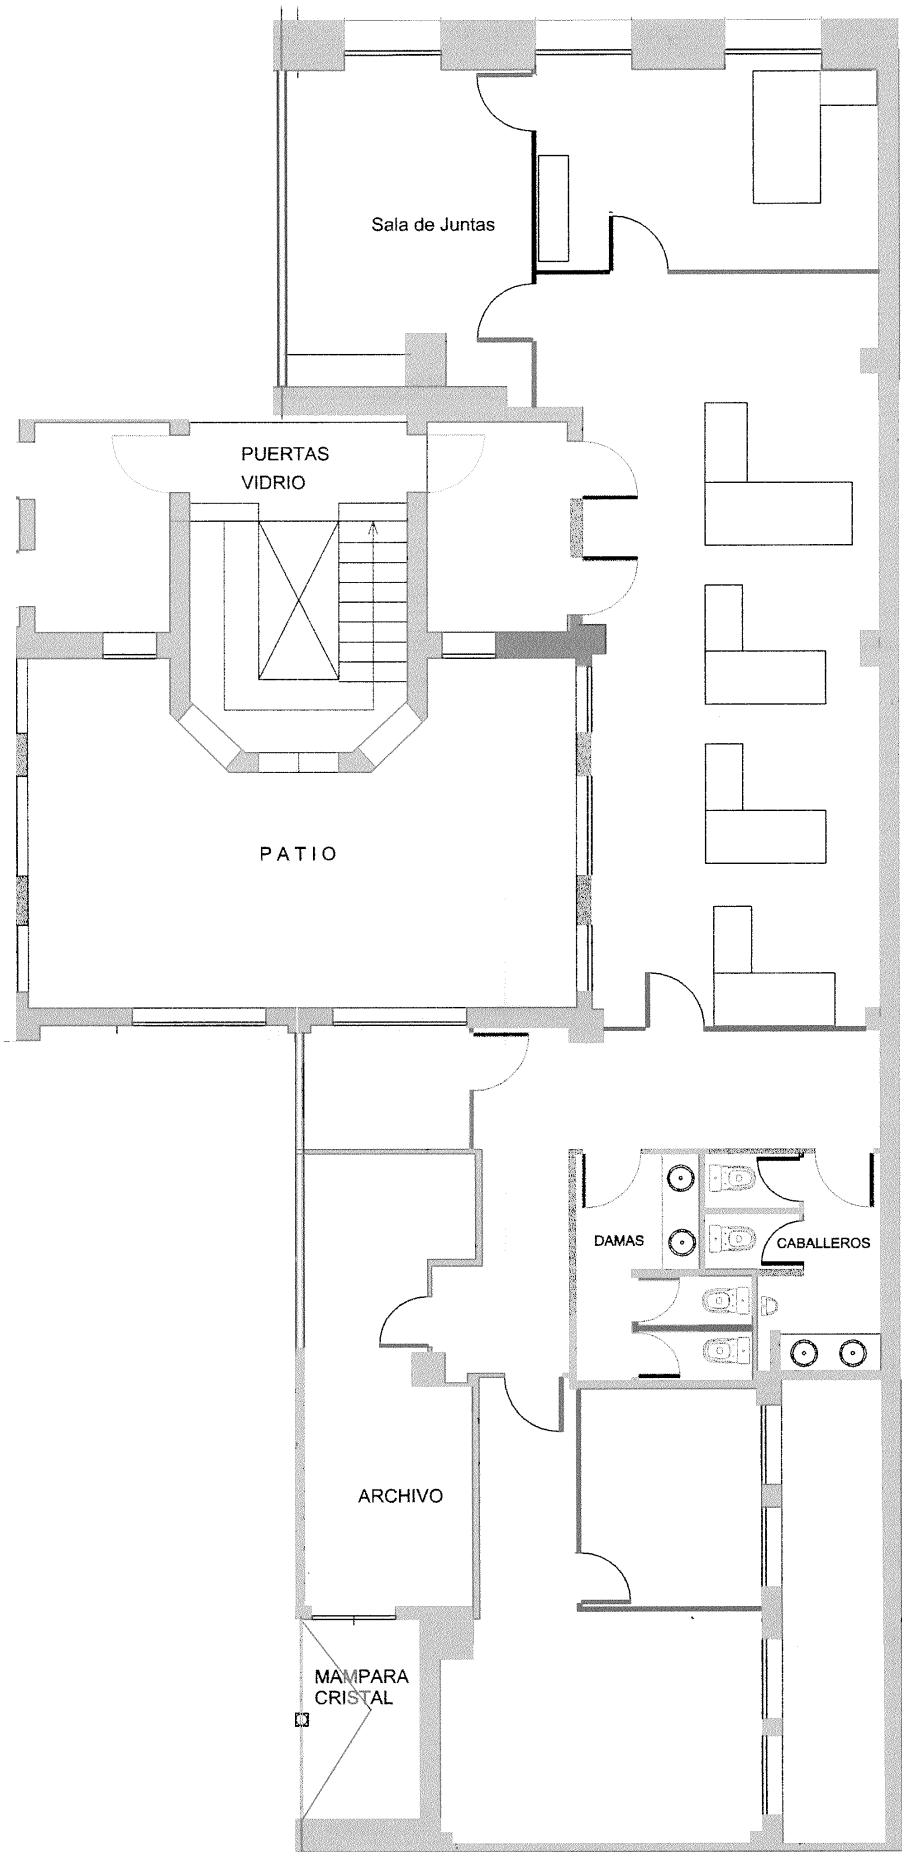 Sala de Juntas
PUERTAS
VIDRIO
PATIO
DAMAS
CABALLEROS
ARCHIVO
MAMPARA
CRISTAL